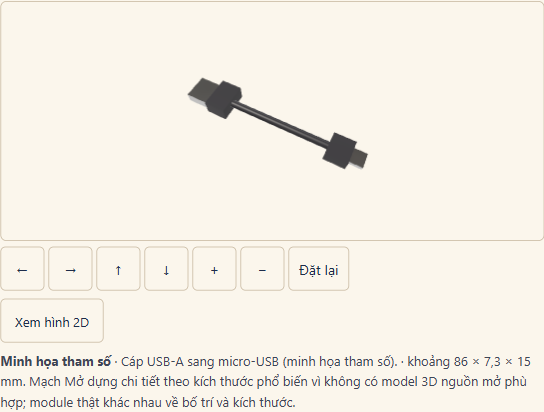 ← → ↑ ↓ + − Đặt lại
Xem hình 2D
Minh họa tham số · Cáp USB-A sang micro-USB (minh họa tham số). · khoảng 86 × 7,3 × 15
mm. Mạch Mở dựng chi tiết theo kích thước phổ biến vì không có model 3D nguồn mở phù
hợp; module thật khác nhau về bố trí và kích thước.